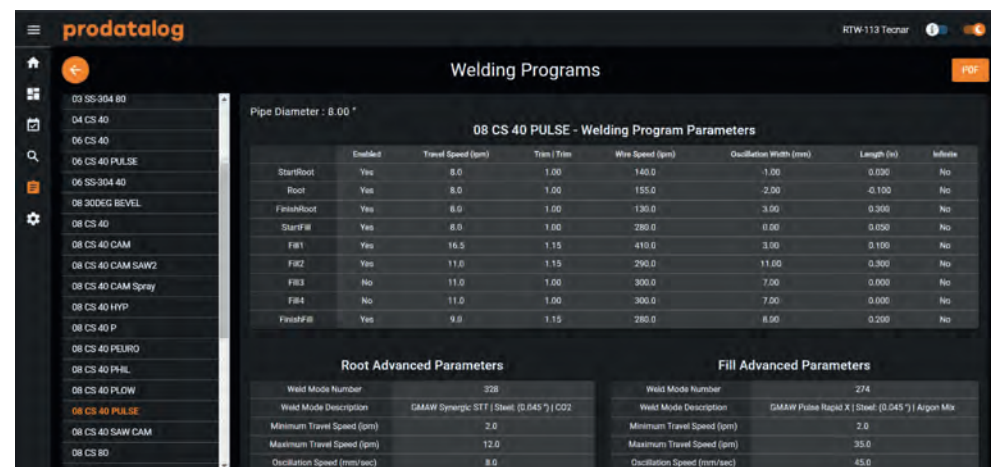 prodatalog
RTW-113 Tecnar
Welding Programs
PDF
03 SS-304 80
04 CS 40
06 CS 40
06 CS 40 PULSE
06 SS-304 40
08 30DEG BEVEL
08 CS 40
08 CS 40 CAM
08 CS 40 CAM SAW2
08 CS 40 CAM Spray
08 CS 40 HYP
08 CS 40 P
08 CS 40 PEURO
08 CS 40 PHIL
08 CS 40 PLOW
08 CS 40 PULSE
08 CS 40 SAW CAM
08 CS 80
Pipe Diameter : 8.00 "
08 CS 40 PULSE - Welding Program Parameters
Enabled Travel Speed (ipm) Trim | Trim Wire Speed (ipm) Oscillation Width (mm) Length (in) Infinite
StartRoot Yes 8.0 1.00 140.0 -1.00 0.030 No
Root Yes 8.0 1.00 155.0 -2.00 -0.100 No
FinishRoot Yes 8.0 1.00 130.0 3.00 0.300 No
StartFill Yes 8.0 1.00 280.0 0.00 0.050 No
Fill1 Yes 16.5 1.15 410.0 3.00 0.100 No
Fill2 Yes 11.0 1.15 290.0 11.00 0.300 No
Fill3 No 11.0 1.00 300.0 7.00 0.000 No
Fill4 No 11.0 1.00 300.0 7.00 0.000 No
FinishFill Yes 9.0 1.15 280.0 8.00 0.200 No
Root Advanced Parameters
Weld Mode Number 328
Weld Mode Description GMAW Synergic STT | Steel: (0.045 ") | CO2
Minimum Travel Speed (ipm) 2.0
Maximum Travel Speed (ipm) 12.0
Oscillation Speed (mm/sec) 8.0
Fill Advanced Parameters
Weld Mode Number 274
Weld Mode Description GMAW Pulse Rapid X | Steel: (0.045 ") | Argon Mix
Minimum Travel Speed (ipm) 2.0
Maximum Travel Speed (ipm) 35.0
Oscillation Speed (mm/sec) 45.0